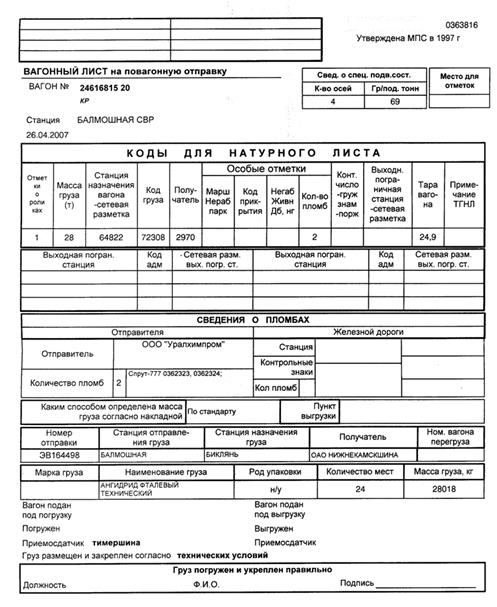 0363816
Утверждена МПС в 1997 г
ВАГОННЫЙ ЛИСТ на повагонную отправку
ВАГОН № 24616815 20
КР
Станция БАЛМОШНАЯ СВР
26.04.2007
Свед. о спец. подв.сост.
К-во осей Гр/под. тонн
4 69
Место для отметок
КОДЫ ДЛЯ НАТУРНОГО ЛИСТА
Отметки о роликах
Масса груза (т)
Станция назначения вагона -сетевая разметка
Код груза
Получатель
Особые отметки
Марш Нераб парк
Код прикрытия
Негаб Живн Дб, нг
Кол-во пломб
Конт. число -груж знам -порж
Выходн. пограничная станция -сетевая разметка
Тара вагона
Примечание ТГНЛ
1 28 64822 72308 2970 2 24,9
Выходная погран. станция
Код адм
Сетевая разм. вых. погр. ст.
Выходная погран. станция
Код адм
Сетевая разм. вых. погр. ст.
СВЕДЕНИЯ О ПЛОМБАХ
Отправителя Железной дороги
Отправитель ООО "Уралхимпром"
Количество пломб 2 Спрут-777 0362323, 0362324;
Станция
Контрольные знаки
Кол пломб
Каким способом определена масса груза согласно накладной По стандарту
Пункт выгрузки
Номер отправки
Станция отправления груза
Станция назначения груза
Получатель
Ном. вагона перегруза
ЭВ164498 БАЛМОШНАЯ БИКЛЯНЬ ОАО НИЖНЕКАМСКШИНА
Марка груза Наименование груза Род упаковки Количество мест Масса груза, кг
АНГИДРИД ФТАЛЕВЫЙ ТЕХНИЧЕСКИЙ н/у 24 28018
Вагон подан под погрузку
Вагон подан под выгрузку
Погружен Выгружен
Приемосдатчик тимершина Приемосдатчик
Груз размещен и закреплен согласно технических условий
Груз погружен и укреплен правильно
Должность Ф.И.О. Подпись